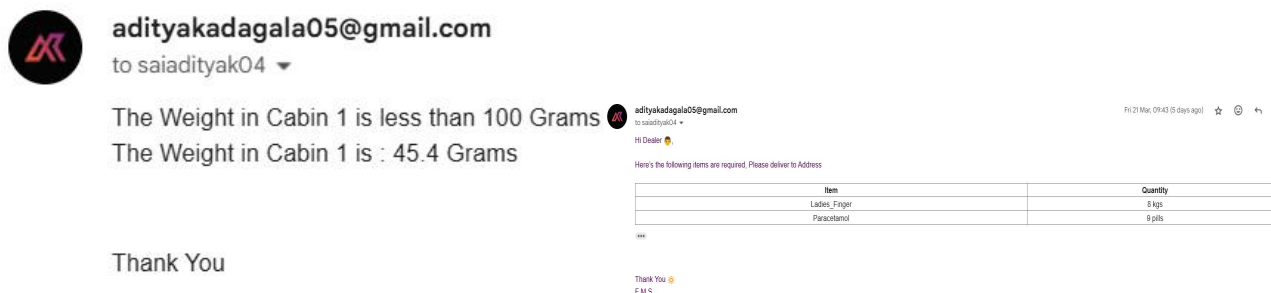 adityakadagala05@gmail.com
to saiadityak04
The Weight in Cabin 1 is less than 100 Grams
The Weight in Cabin 1 is : 45.4 Grams
Thank You
adityakadagala05@gmail.com
Fri 21 Mar, 09:43 (5 days ago)
to saiadityak04
Hi Dealer 👨,
Here's the following items are required, Please deliver to Address
Item Quantity
Ladies_Finger 8 kgs
Paracetamol 9 pills
Thank You 🔅
F.M.S